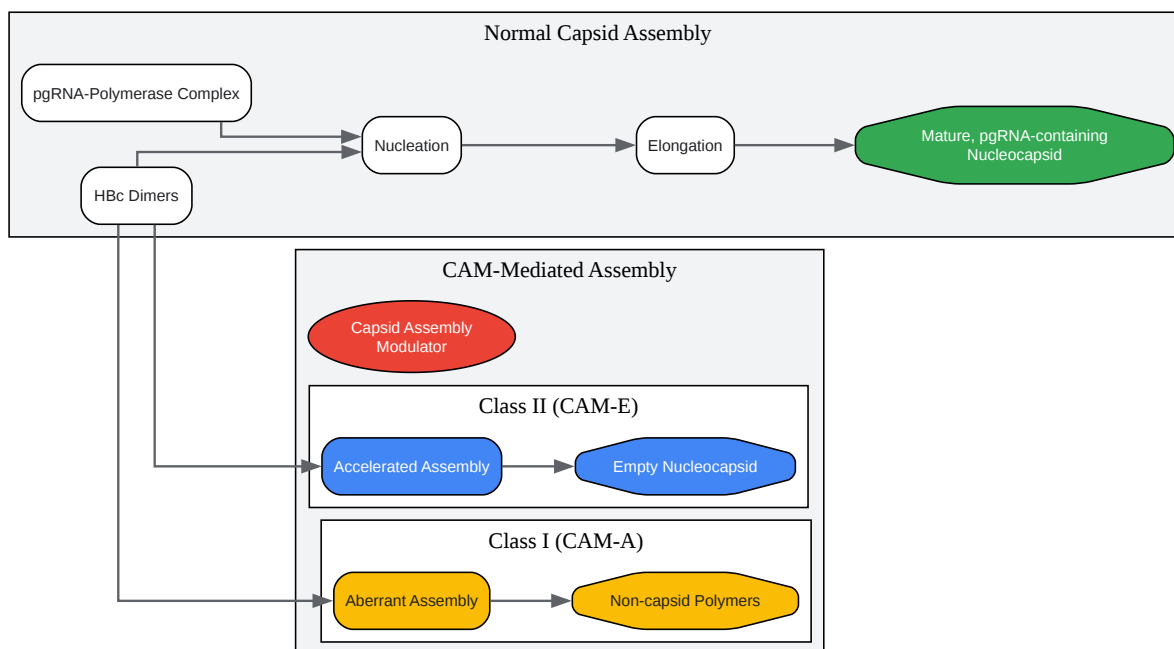 Normal Capsid Assembly
pgRNA-Polymerase Complex
Nucleation
Elongation
Mature, pgRNA-containing
Nucleocapsid
HBc Dimers
CAM-Mediated Assembly
Capsid Assembly
Modulator
Class II (CAM-E)
Accelerated Assembly
Empty Nucleocapsid
Class I (CAM-A)
Aberrant Assembly
Non-capsid Polymers